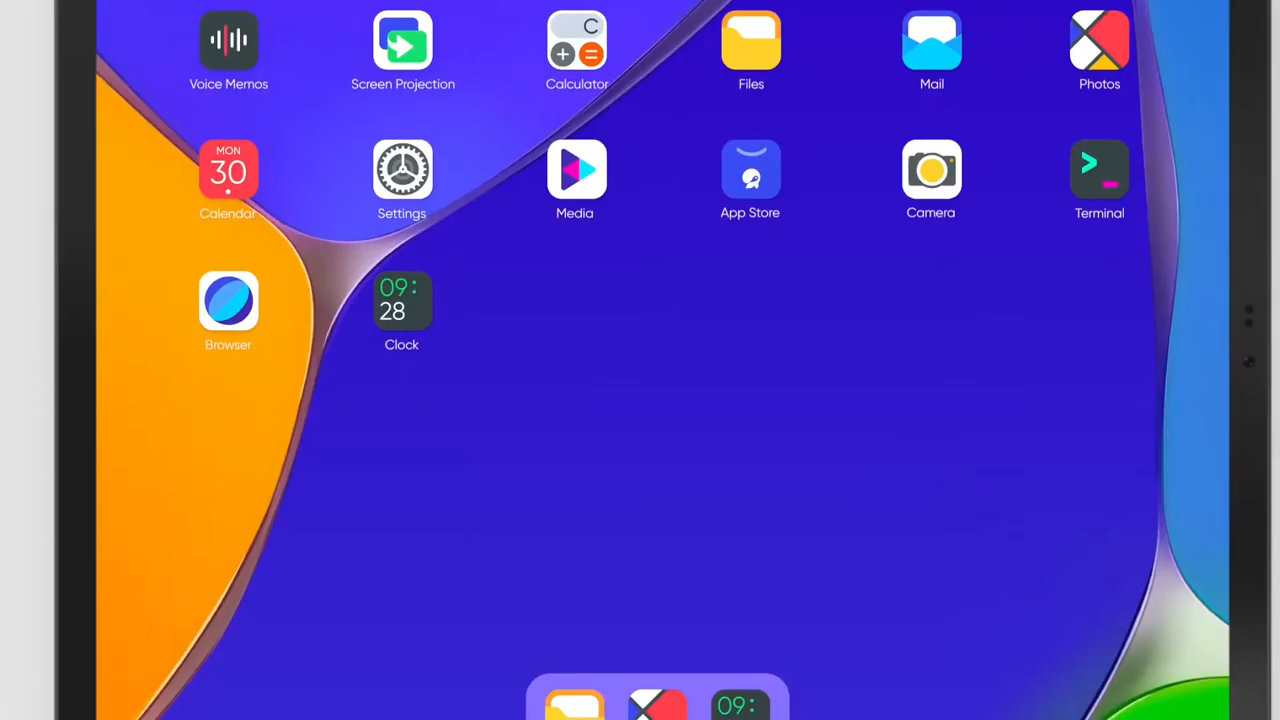 C
Voice Memos
Screen Projection
Calculator
Files
Mail
Photos
MON
30
Calendar
Settings
Media
App Store
Camera
Terminal
09:
28
Browser
Clock
09: